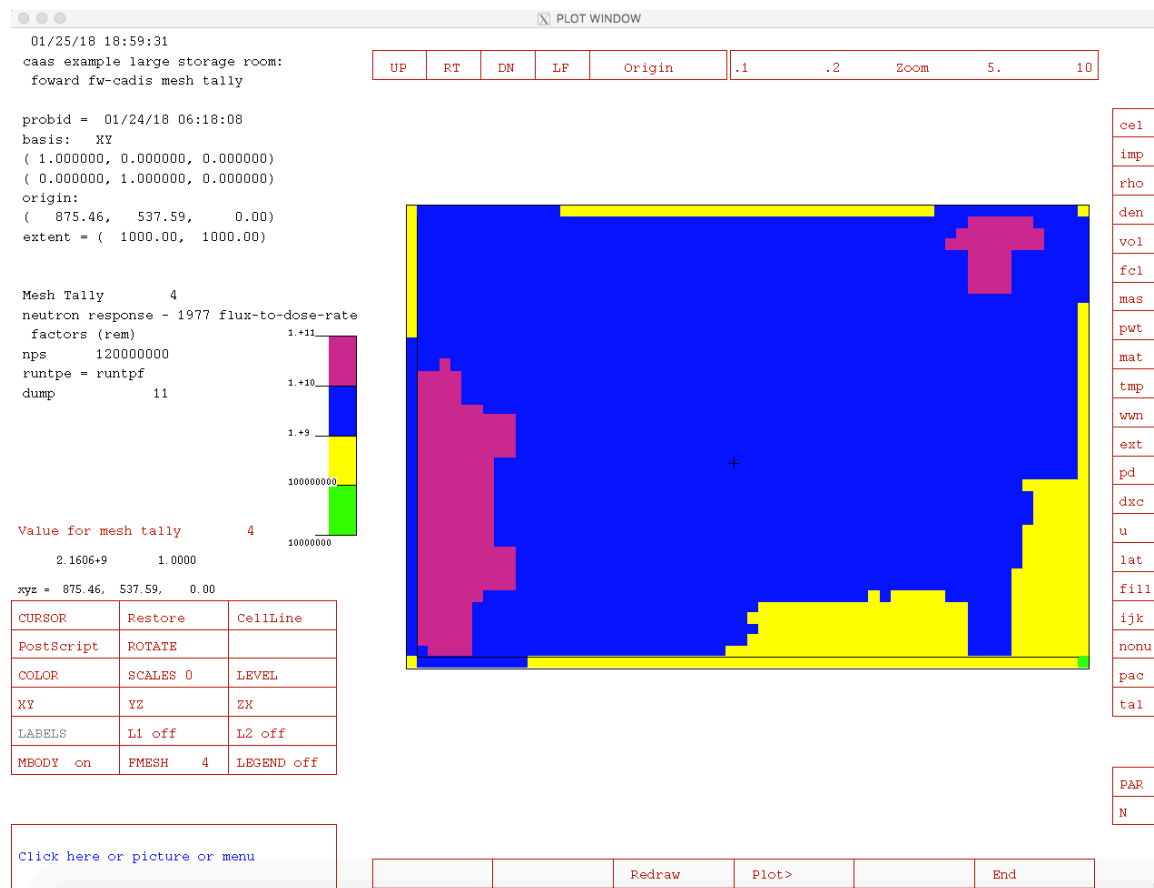 PLOT WINDOW
01/25/18 18:59:31
caas example large storage room:
foward fw-cadis mesh tally
probid = 01/24/18 06:18:08
basis: XY
( 1.000000, 0.000000, 0.000000)
( 0.000000, 1.000000, 0.000000)
origin:
( 875.46, 537.59, 0.00)
extent = ( 1000.00, 1000.00)
UP RT DN LF Origin .1 .2 Zoom 5. 10
Mesh Tally 4
neutron response - 1977 flux-to-dose-rate
factors (rem)
nps 120000000
runtpe = runtpf
dump 11
1.+11
1.+10
1.+9
100000000
10000000
Value for mesh tally 4
2.1606+9 1.0000
xyz = 875.46, 537.59, 0.00
CURSOR Restore CellLine
PostScript ROTATE
COLOR SCALES 0 LEVEL
XY YZ ZX
LABELS L1 off L2 off
MBODY on FMESH 4 LEGEND off
Click here or picture or menu
cel
imp
rho
den
vol
fcl
mas
pwt
mat
tmp
wwn
ext
pd
dxc
u
lat
fill
ijk
nonu
pac
tal
PAR
N
Redraw Plot> End